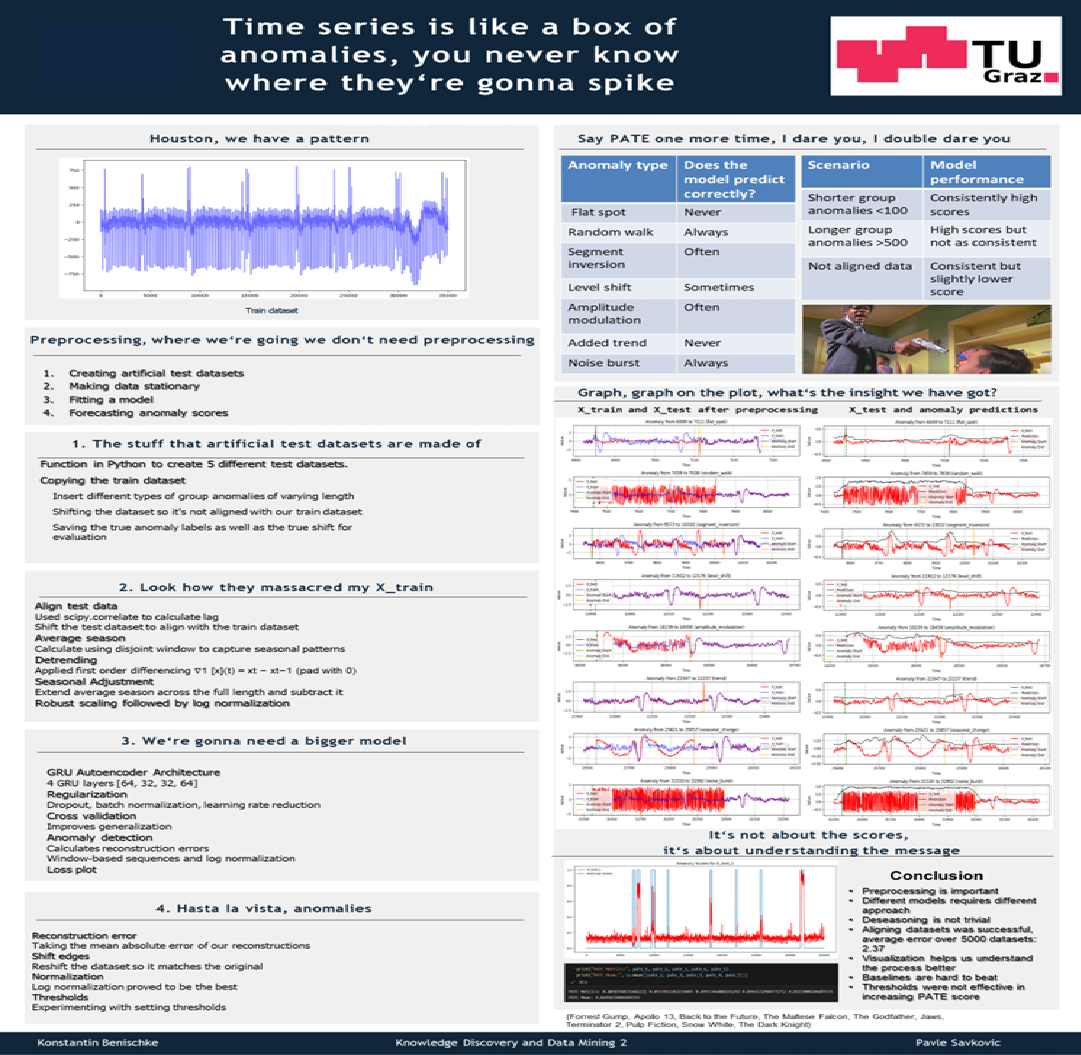 Time series is like a box of
anomalies, you never know
where they‘re gonna spike
TU
Graz
Houston, we have a pattern
Train dataset
Preprocessing, where we‘re going we don‘t need preprocessing
1. Creating artificial test datasets
2. Making data stationary
3. Fitting a model
4. Forecasting anomaly scores
1. The stuff that artificial test datasets are made of
Function in Python to create 5 different test datasets.
Copying the train dataset
Insert different types of group anomalies of varying length
Shifting the dataset so it's not aligned with our train dataset
Saving the true anomaly labels as well as the true shift for
evaluation
2. Look how they massacred my X_train
Align test data
Used scipy.correlate to calculate lag
Shift the test dataset to align with the train dataset
Average season
Calculate using disjoint window to capture seasonal patterns
Detrending
Applied first order differencing ∇1 [x](t) = xt − xt−1 (pad with 0)
Seasonal Adjustment
Extend average season across the full length and subtract it
Robust scaling followed by log normalization
3. We‘re gonna need a bigger model
GRU Autoencoder Architecture
4 GRU layers [64, 32, 32, 64]
Regularization
Dropout, batch normalization, learning rate reduction
Cross validation
Improves generalization
Anomaly detection
Calculates reconstruction errors
Window-based sequences and log normalization
Loss plot
4. Hasta la vista, anomalies
Reconstruction error
Taking the mean absolute error of our reconstructions
Shift edges
Reshift the dataset so it matches the original
Normalization
Log normalization proved to be the best
Thresholds
Experimenting with setting thresholds
Say PATE one more time, I dare you, I double dare you
Anomaly type Does the
model predict
correctly?
Flat spot Never
Random walk Always
Segment
inversion Often
Level shift Sometimes
Amplitude
modulation Often
Added trend Never
Noise burst Always
Scenario Model
performance
Shorter group
anomalies <100 Consistently high
scores
Longer group
anomalies >500 High scores but
not as consistent
Not aligned data Consistent but
slightly lower
score
Graph, graph on the plot, what‘s the insight we have got?
X_train and X_test after preprocessing X_test and anomaly predictions
It‘s not about the scores,
it‘s about understanding the message
Conclusion
• Preprocessing is important
• Different models requires different
approach
• Deseasoning is not trivial
• Aligning datasets was successful,
average error over 5000 datasets:
2.37
• Visualization helps us understand
the process better
• Baselines are hard to beat
• Thresholds were not effective in
increasing PATE score
(Forrest Gump, Apollo 13, Back to the Future, The Maltese Falcon, The Godfather, Jaws,
Terminator 2, Pulp Fiction, Snow White, The Dark Knight)
Konstantin Benischke Knowledge Discovery and Data Mining 2 Pavle Savkovic